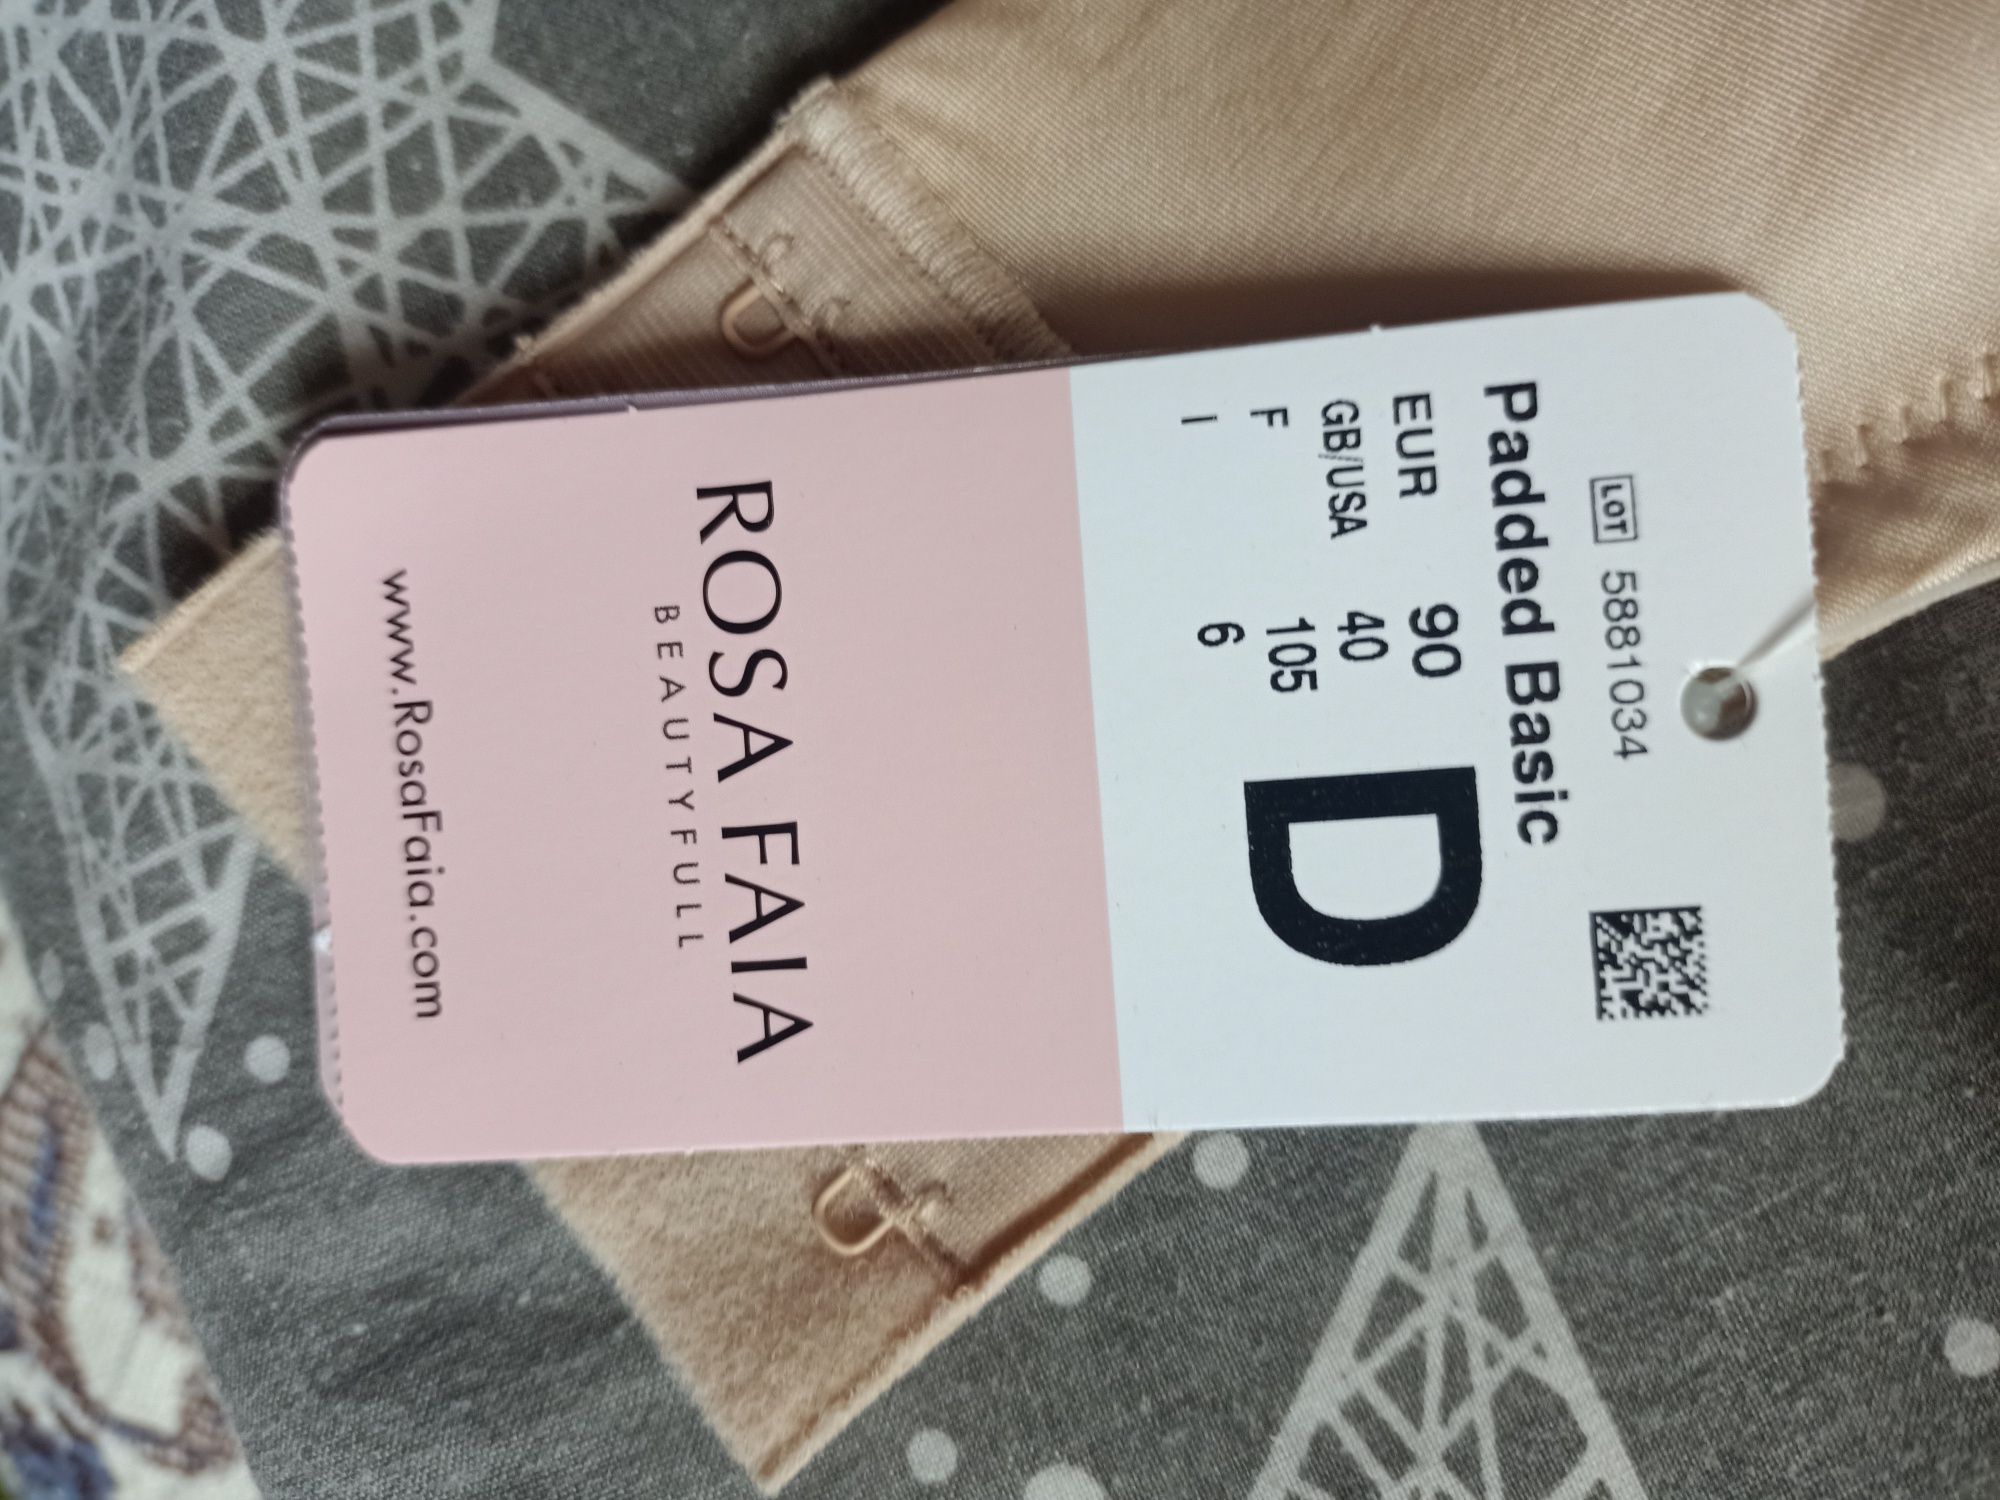 LOT 5881034
Padded Basic
EUR 90
GB/USA 40
F 105
I 6
D
ROSA FAIA
BEAUTYFULL
www.RosaFaia.com